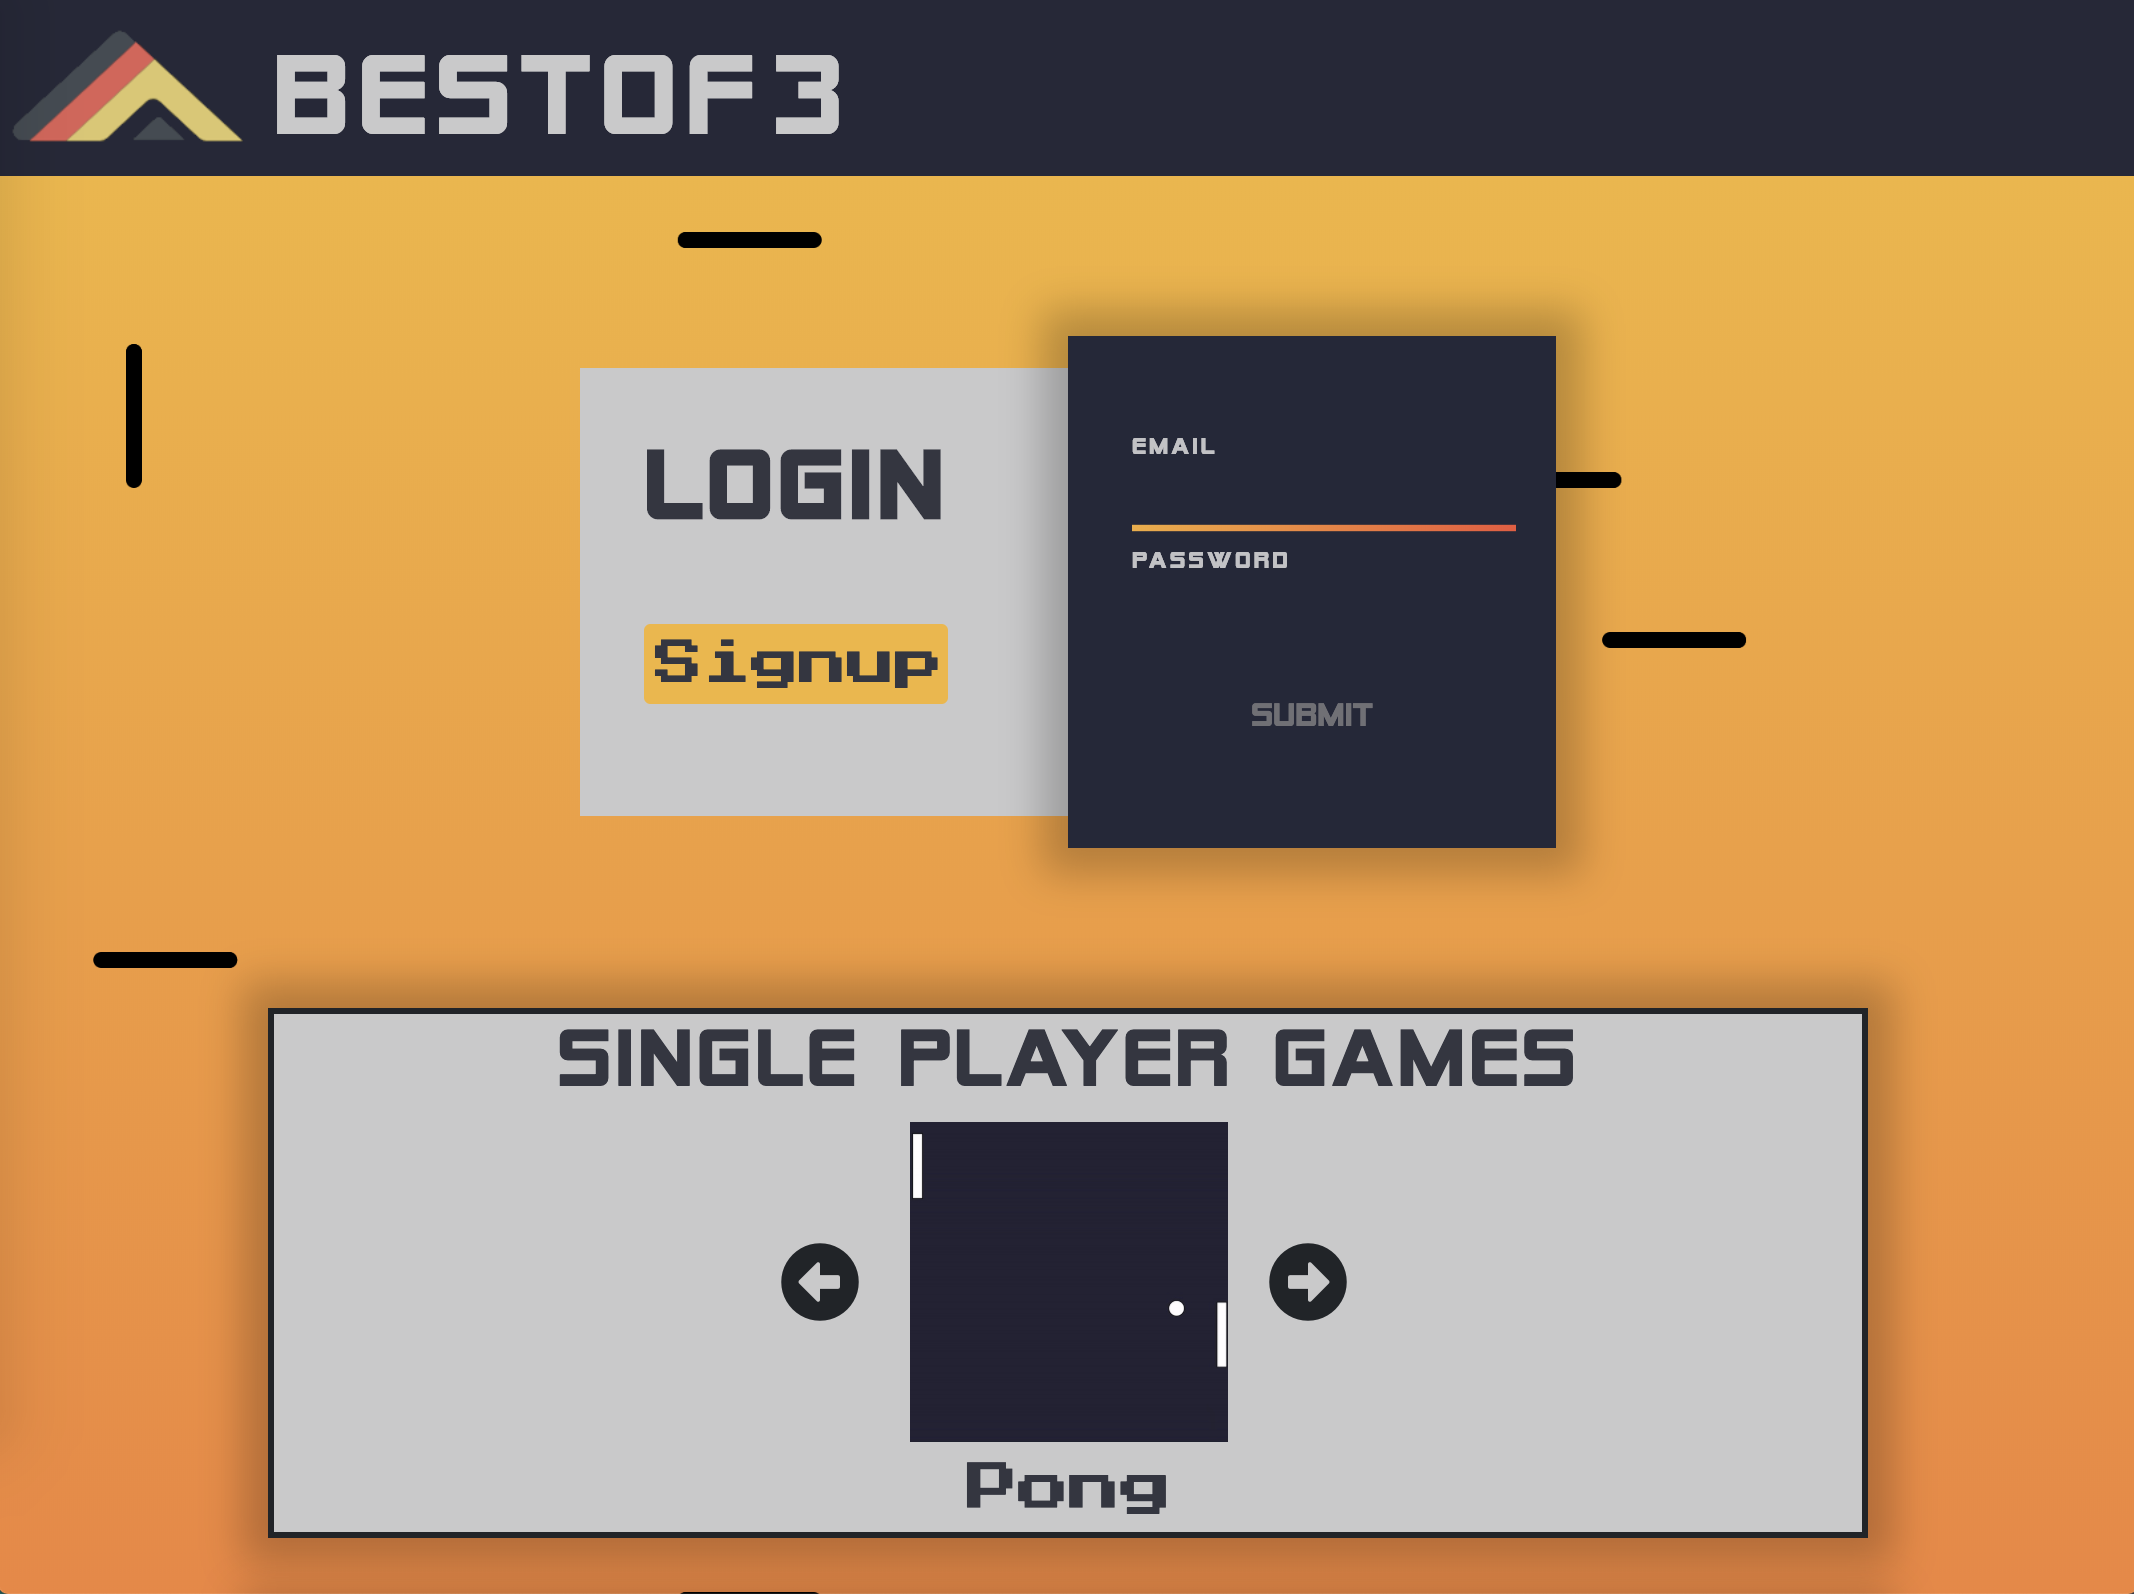 BESTOF3
LOGIN
Signup
EMAIL
PASSWORD
SUBMIT
SINGLE PLAYER GAMES
Pong